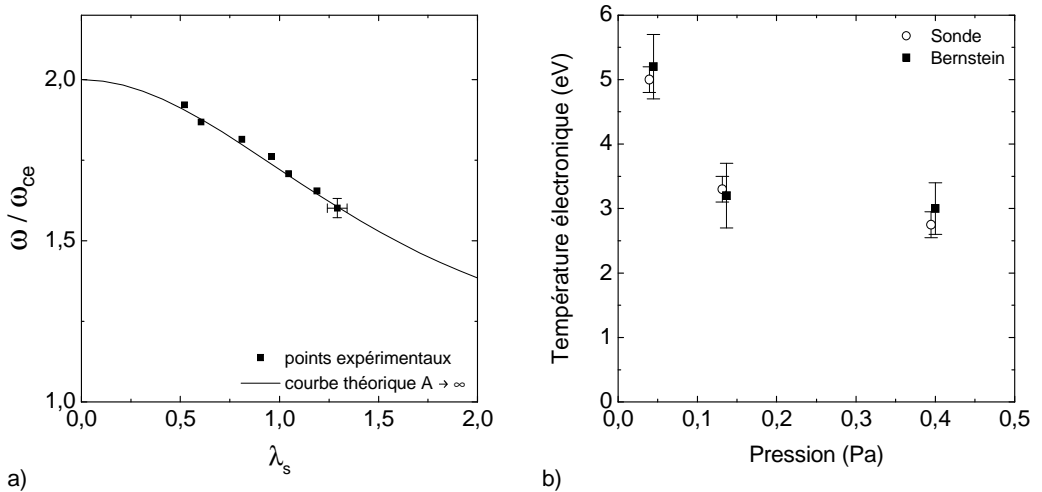 2,0
1,5
1,0
0,0
0,5
1,0
1,5
2,0
ω / ωce
λs
points expérimentaux
courbe théorique A → ∞
a)
6
5
4
3
2
1
0
0,0
0,1
0,2
0,3
0,4
0,5
Température électronique (eV)
Pression (Pa)
Sonde
Bernstein
b)